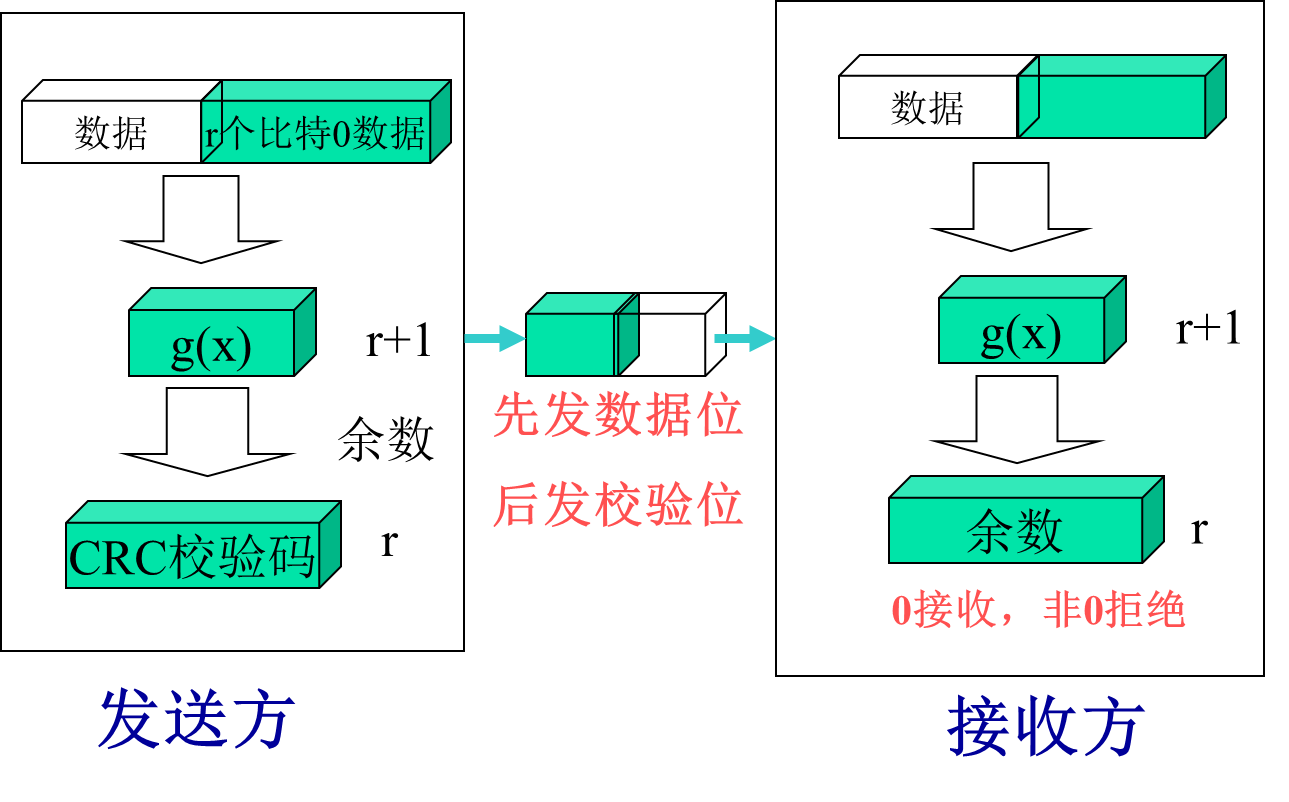 数据
r个比特0数据
g(x)
r+1
余数
CRC校验码
r
发送方
先发数据位
后发校验位
数据
g(x)
r+1
余数
r
0接收，非0拒绝
接收方